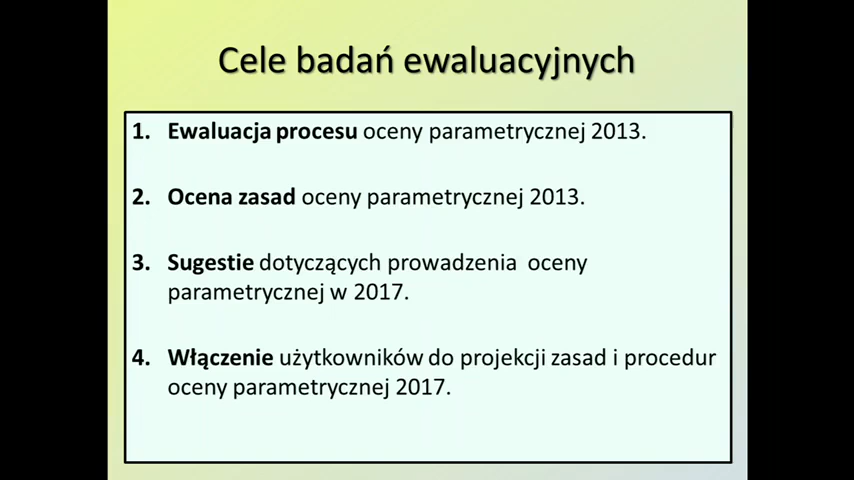 Cele badań ewaluacyjnych
1. Ewaluacja procesu oceny parametrycznej 2013.
2. Ocena zasad oceny parametrycznej 2013.
3. Sugestie dotyczących prowadzenia oceny
parametrycznej w 2017.
4. Włączenie użytkowników do projekcji zasad i procedur
oceny parametrycznej 2017.